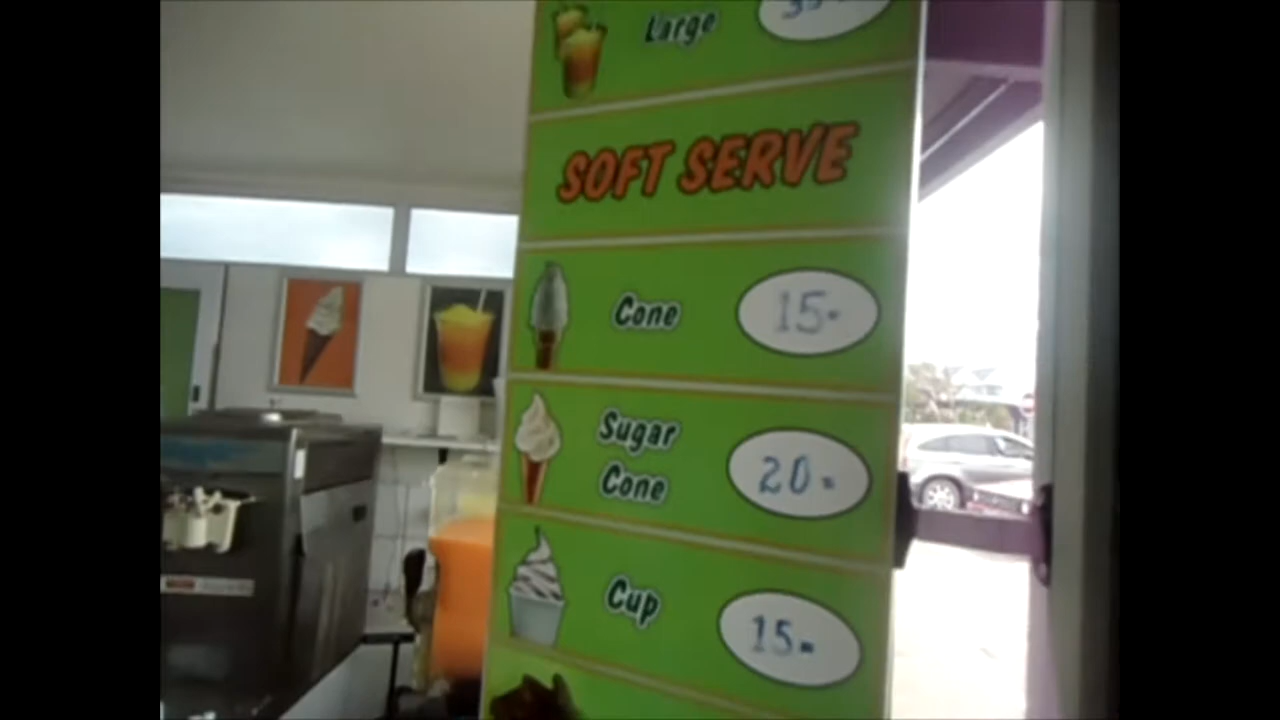 Large
SOFT SERVE
Cone 15-
Sugar
Cone
20-
Cup 15-